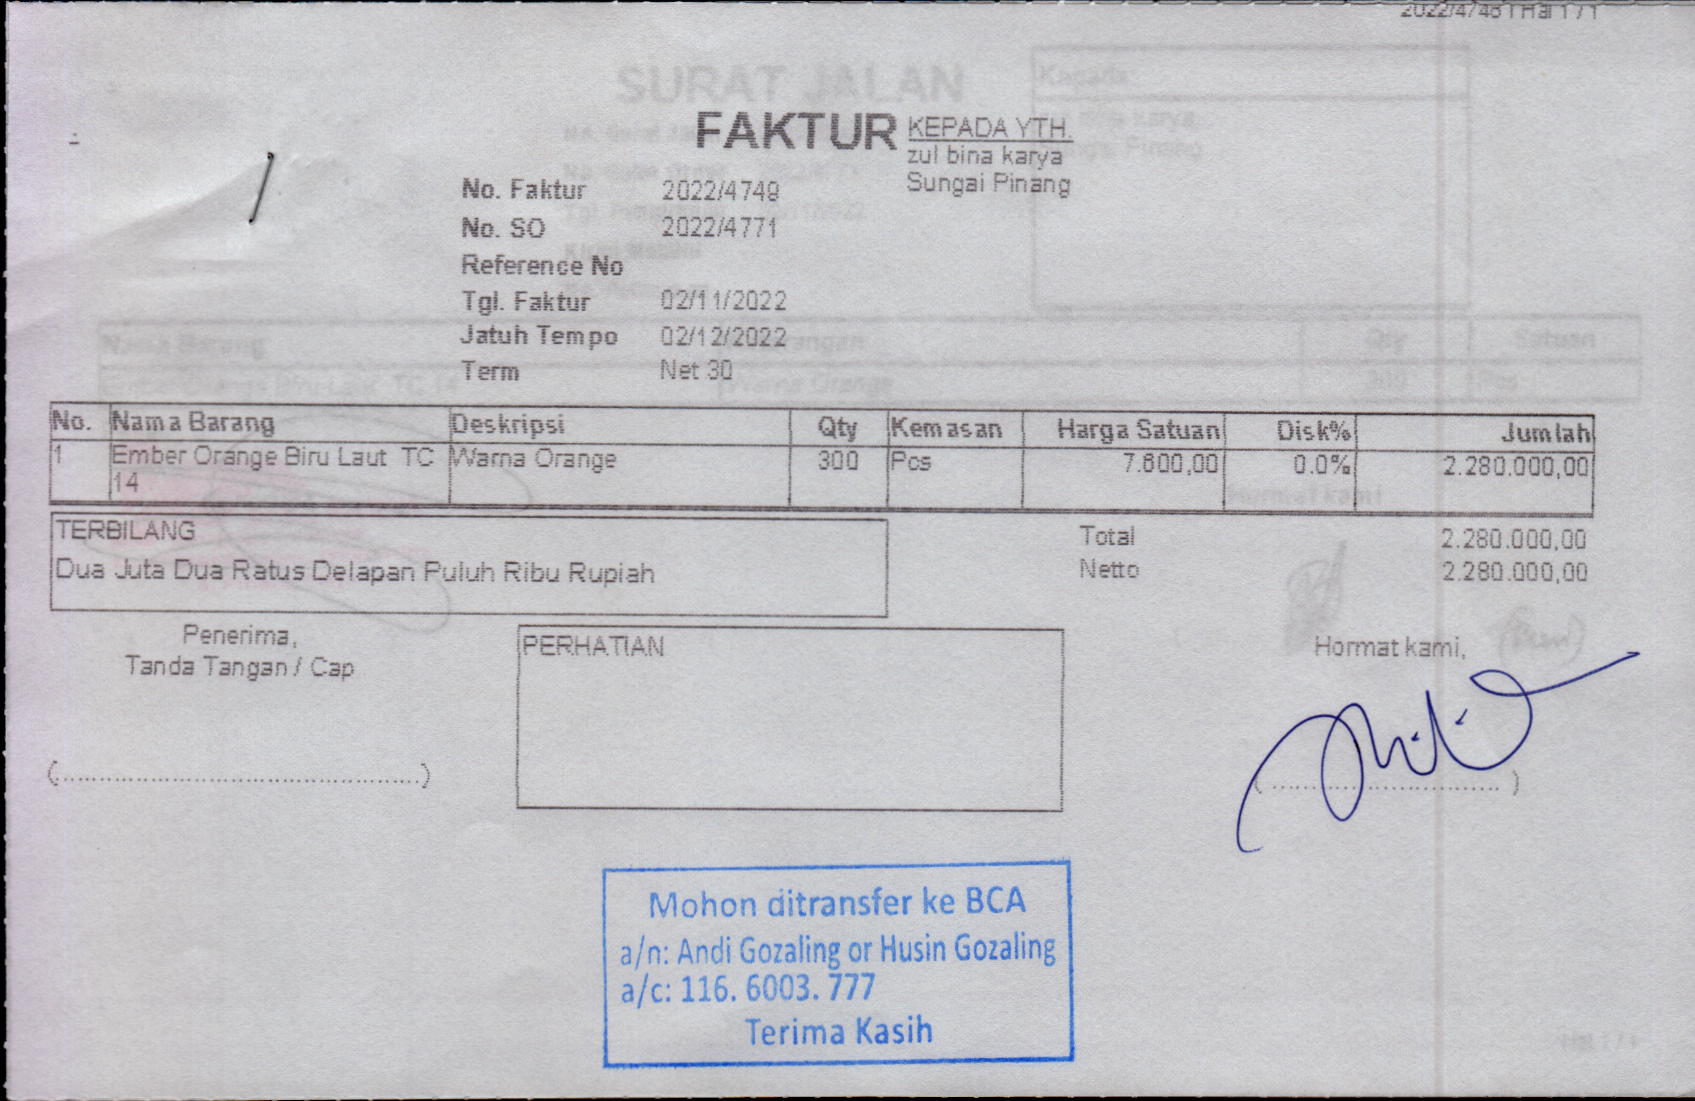 Hal 1 / 1
SURAT JALAN
FAKTUR
KEPADA YTH.
zul bina karya
Sungai Pinang
No. Faktur 2022/4749
No. SO 2022/4771
Reference No
Tgl. Faktur 02/11/2022
Jatuh Tempo 02/12/2022
Term Net 30
No. Nama Barang Deskripsi Qty Kemasan Harga Satuan Disk% Jumlah
1 Ember Orange Biru Laut TC Warna Orange 300 Pcs 7.600,00 0.0% 2.280.000,00
14
TERBILANG
Dua Juta Dua Ratus Delapan Puluh Ribu Rupiah
Total 2.280.000,00
Netto 2.280.000,00
Penerima,
Tanda Tangan / Cap
PERHATIAN
Hormat kami,
(..............................................)
(................................)
Mohon ditransfer ke BCA
a/n: Andi Gozaling or Husin Gozaling
a/c: 116. 6003. 777
Terima Kasih